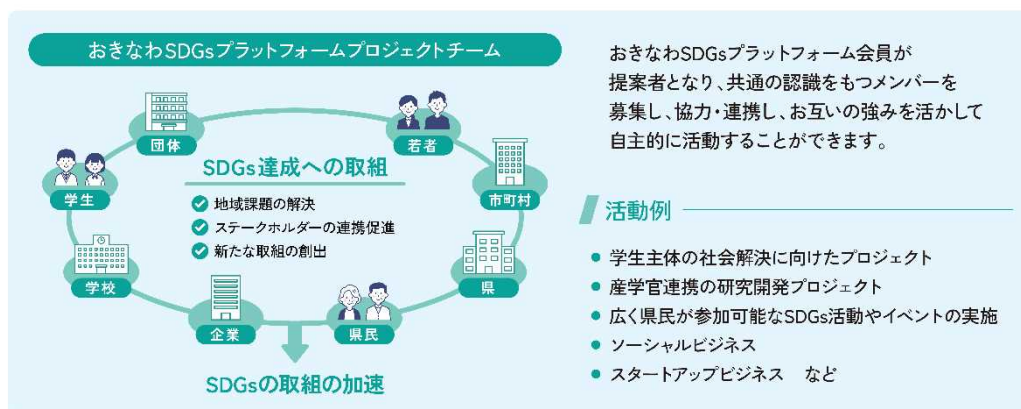 おきなわSDGsプラットフォームプロジェクトチーム
団体
若者
学生
市町村
学校
県
企業
県民
SDGs達成への取組
地域課題の解決
ステークホルダーの連携促進
新たな取組の創出
SDGsの取組の加速
おきなわSDGsプラットフォーム会員が
提案者となり、共通の認識をもつメンバーを
募集し、協力・連携し、お互いの強みを活かして
自主的に活動することができます。
活動例
● 学生主体の社会解決に向けたプロジェクト
● 産学官連携の研究開発プロジェクト
● 広く県民が参加可能なSDGs活動やイベントの実施
● ソーシャルビジネス
● スタートアップビジネス　など